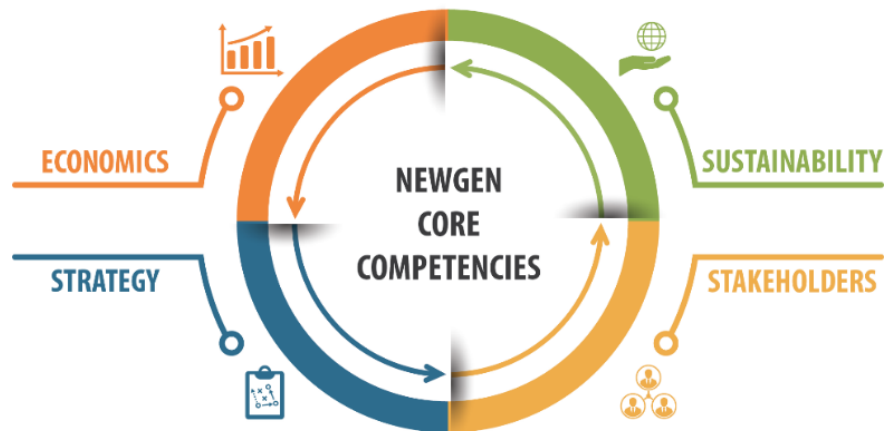 ECONOMICS
SUSTAINABILITY
NEWGEN
CORE
COMPETENCIES
STRATEGY
STAKEHOLDERS